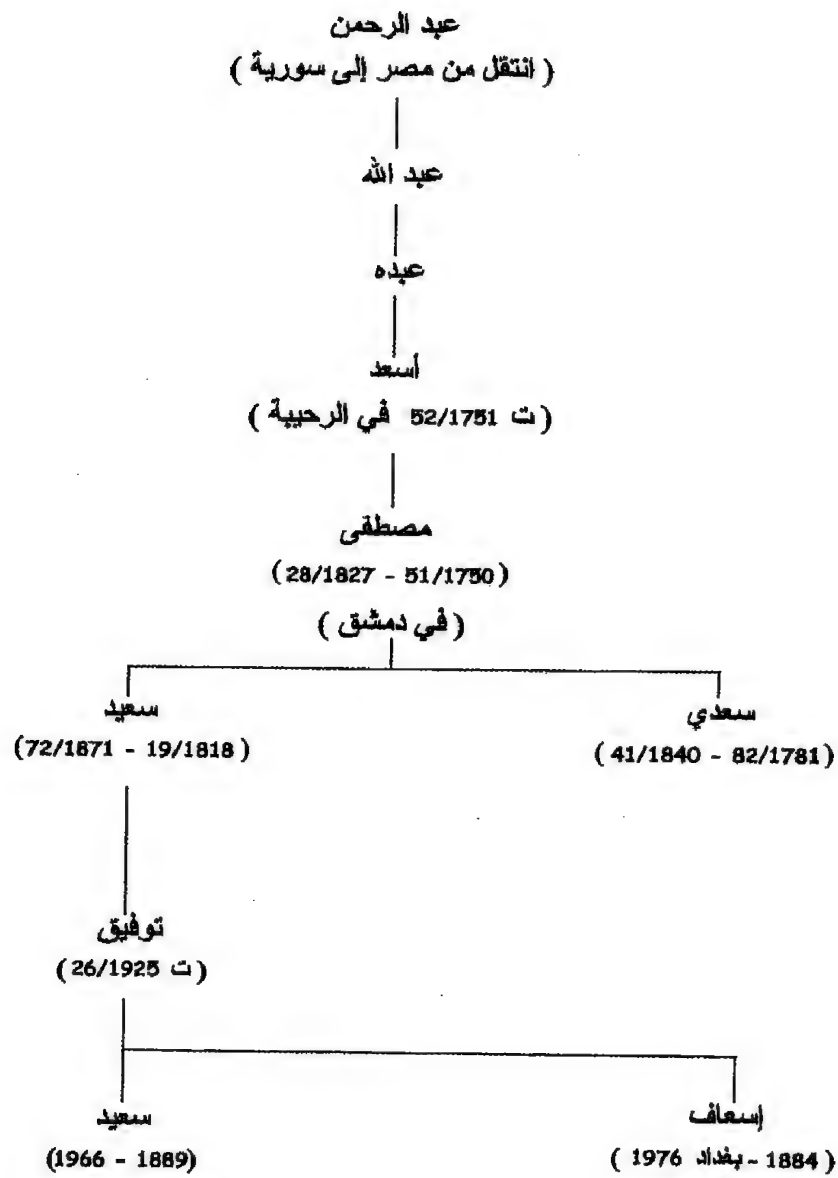 عبد الرحمن
( انتقل من مصر إلى سورية )
عبد الله
عبده
أسعد
( ت 52/1751 في الرحيبة )
مصطفى
(28/1827 - 51/1750)
( في دمشق )
سعدي
(41/1840 - 82/1781)
سعيد
(72/1871 - 19/1818)
توفيق
(ت 26/1925)
إسعاف
(1884 - بغداد 1976)
سعيد
(1966 - 1889)